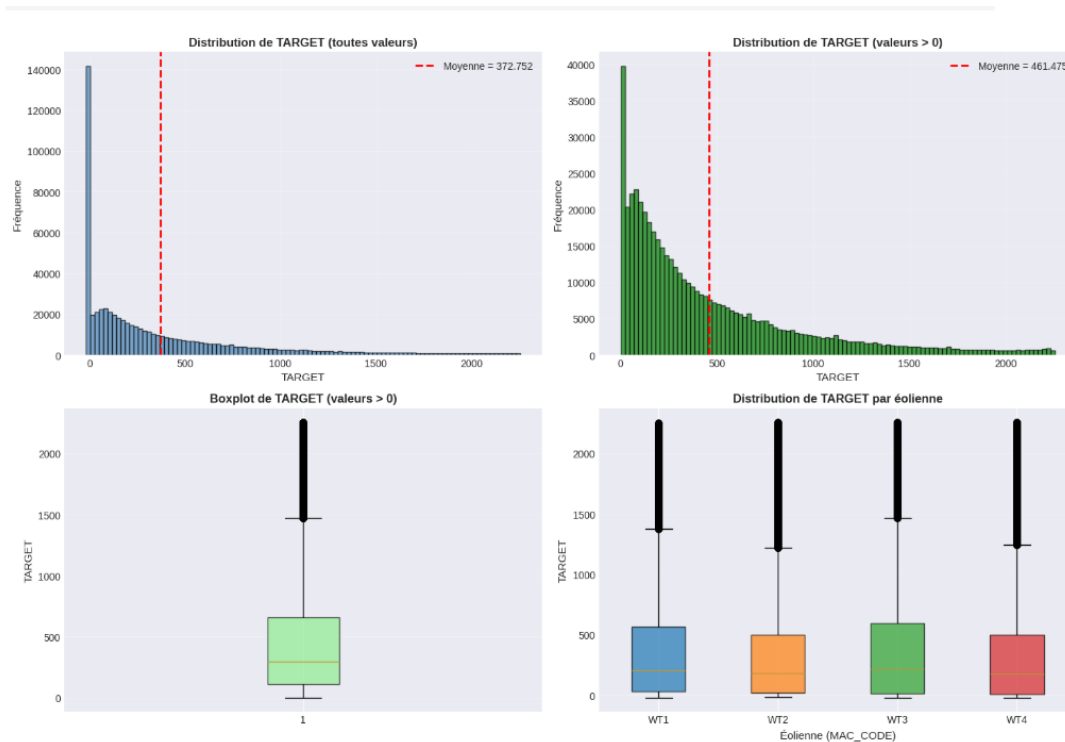 Distribution de TARGET (toutes valeurs)
Moyenne = 372.752
Fréquence
140000
120000
100000
80000
60000
40000
20000
0
0
500
1000
1500
2000
TARGET
Distribution de TARGET (valeurs > 0)
Moyenne = 461.475
Fréquence
40000
35000
30000
25000
20000
15000
10000
5000
0
0
500
1000
1500
2000
TARGET
Boxplot de TARGET (valeurs > 0)
TARGET
2000
1500
1000
500
0
1
Distribution de TARGET par éolienne
TARGET
2000
1500
1000
500
0
WT1
WT2
WT3
WT4
Éolienne (MAC_CODE)